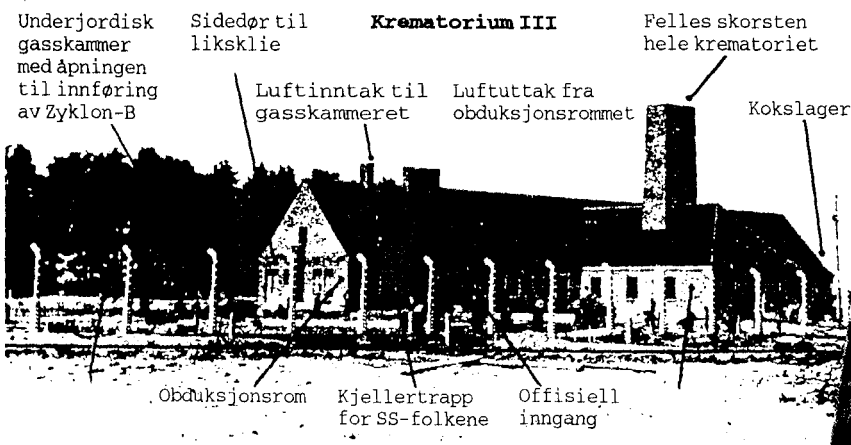 Krematorium III
Underjordisk
gasskammer
med åpningen
til innføring
av Zyklon-B
Sidedør til
liksklie
Luftinntak til
gasskammeret
Luftuttak fra
obduksjonsrommet
Felles skorsten
hele krematoriet
Kokslager
Obduksjonsrom
Kjellertrapp
for SS-folkene
Offisiell
inngang